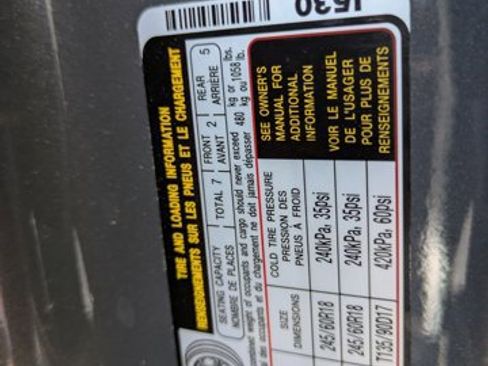 J530
TIRE AND LOADING INFORMATION
RENSEIGNEMENTS SUR LES PNEUS ET LE CHARGEMENT
SEATING CAPACITY TOTAL 7 FRONT 2 REAR 5
NOMBRE DE PLACES AVANT ARRIÈRE
combined weight of occupants and cargo should never exceed 480 kg or 1058 lbs.
des occupants et du chargement ne doit jamais dépasser 480 kg ou 1058 lb.
SIZE
DIMENSIONS
COLD TIRE PRESSURE
PRESSION DES
PNEUS À FROID
SEE OWNER'S
MANUAL FOR
ADDITIONAL
INFORMATION
VOIR LE MANUEL
DE L'USAGER
POUR PLUS DE
RENSEIGNEMENTS
245/60R18 240kPa, 35psi
245/60R18 240kPa, 35psi
T135/90D17 420kPa, 60psi